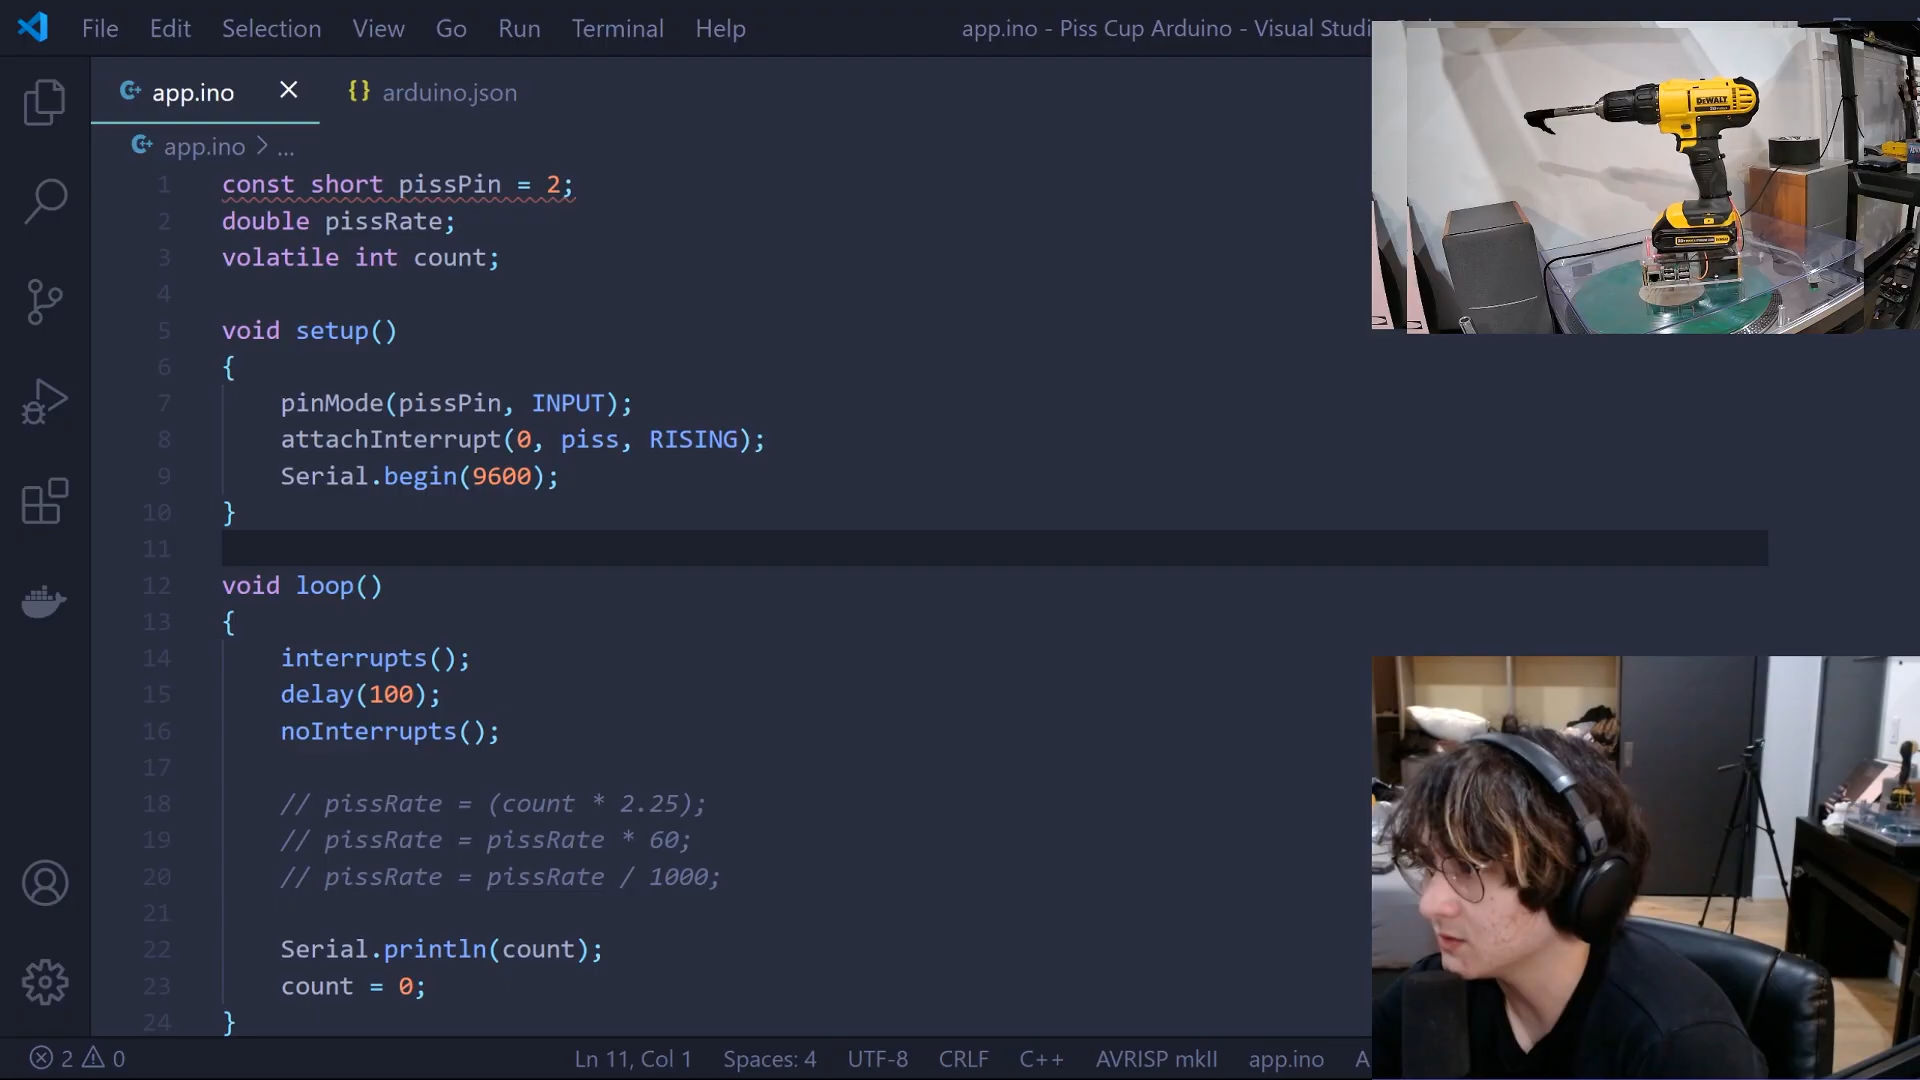 File Edit Selection View Go Run Terminal Help app.ino - Piss Cup Arduino - Visual Studi
app.ino arduino.json
app.ino > ...
1 const short pissPin = 2;
2 double pissRate;
3 volatile int count;
4
5 void setup()
6 {
7 pinMode(pissPin, INPUT);
8 attachInterrupt(0, piss, RISING);
9 Serial.begin(9600);
10 }
11
12 void loop()
13 {
14 interrupts();
15 delay(100);
16 noInterrupts();
17
18 // pissRate = (count * 2.25);
19 // pissRate = pissRate * 60;
20 // pissRate = pissRate / 1000;
21
22 Serial.println(count);
23 count = 0;
24 }
2 0 Ln 11, Col 1 Spaces: 4 UTF-8 CRLF C++ AVRISP mkII app.ino A
DEWALT